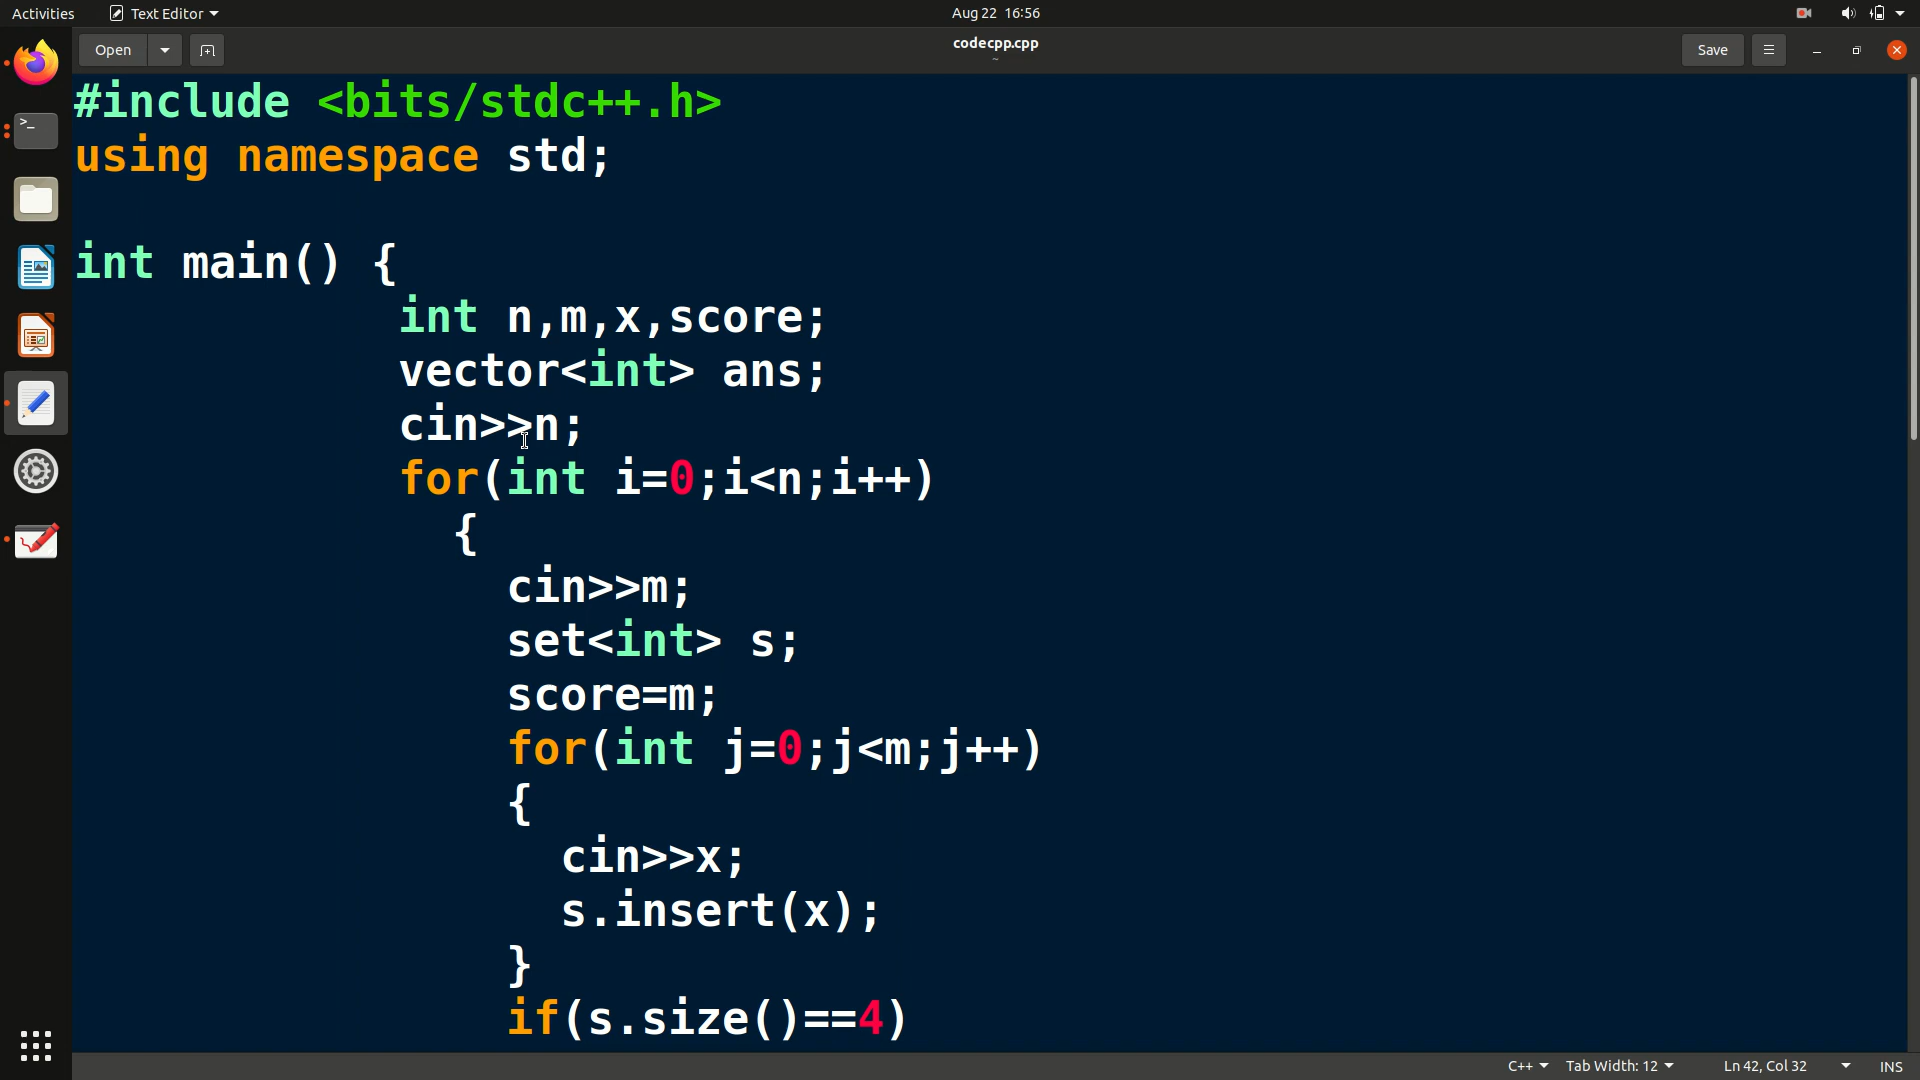 Activities Text Editor Aug 22 16:56
Open codecpp.cpp Save
~
#include <bits/stdc++.h>
using namespace std;
int main() {
int n,m,x,score;
vector<int> ans;
cin>>n;
for(int i=0;i<n;i++)
{
cin>>m;
set<int> s;
score=m;
for(int j=0;j<m;j++)
{
cin>>x;
s.insert(x);
}
if(s.size()==4)
C++ Tab Width: 12 Ln 42, Col 32 INS